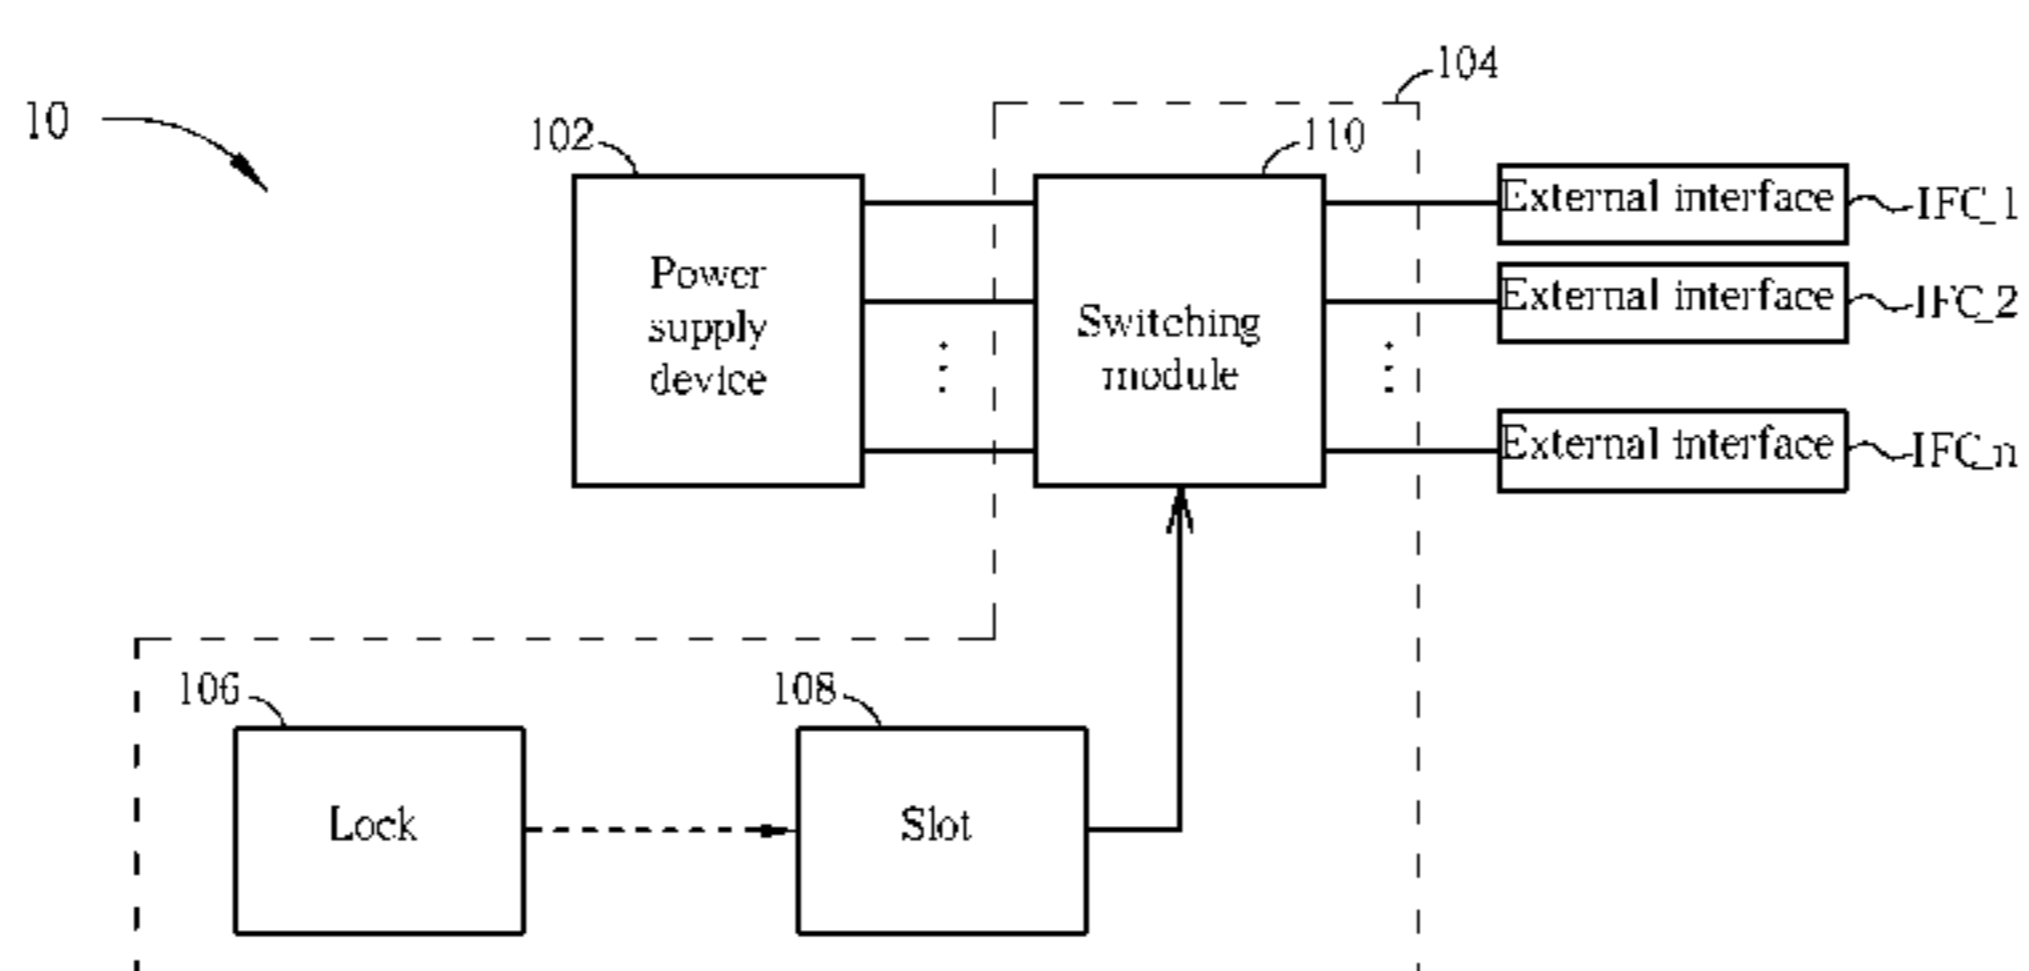 104
10
102
110
External interface
IFC_1
Power
supply
device
Switching
module
External interface
IFC_2
External interface
IFC_n
106
108
Lock
Slot